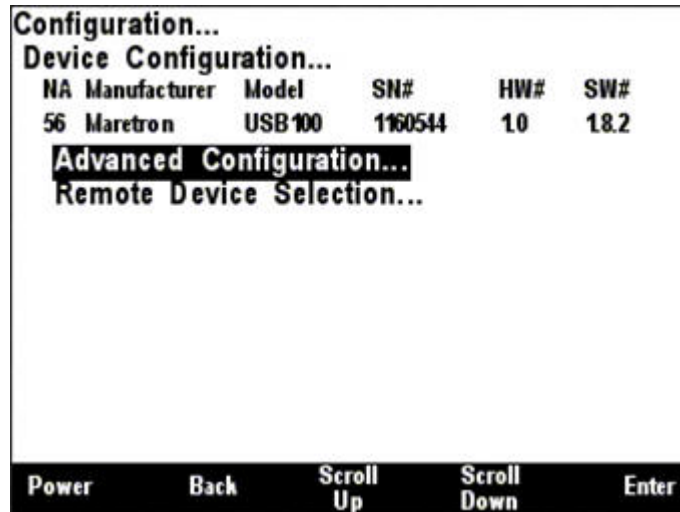 Configuration...
Device Configuration...
NA Manufacturer Model SN# HW# SW#
56 Maretron USB100 1160544 1.0 1.8.2
Advanced Configuration...
Remote Device Selection...
Power Back Scroll Up Scroll Down Enter